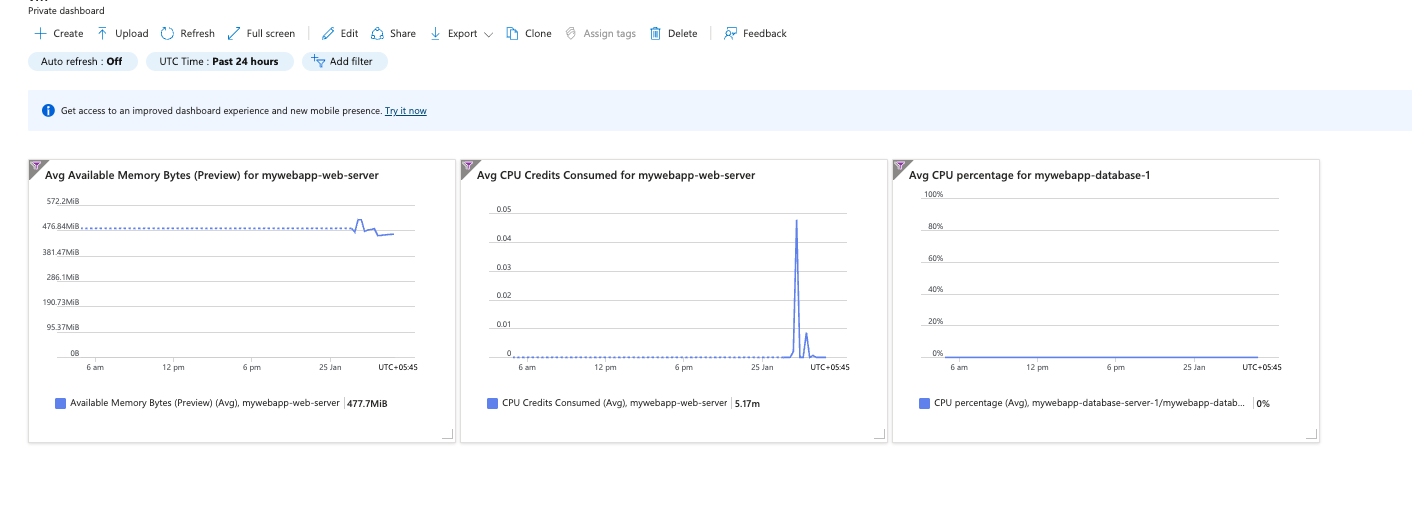 Private dashboard
Create Upload Refresh Full screen Edit Share Export Clone Assign tags Delete Feedback
Auto refresh : Off UTC Time : Past 24 hours Add filter
Get access to an improved dashboard experience and new mobile presence. Try it now
Avg Available Memory Bytes (Preview) for mywebapp-web-server
572.2MiB
476.84MiB
381.47MiB
286.1MiB
190.73MiB
95.37MiB
0B
6 am 12 pm 6 pm 25 Jan UTC+05:45
Available Memory Bytes (Preview) (Avg), mywebapp-web-server 477.7MiB
Avg CPU Credits Consumed for mywebapp-web-server
0.05
0.04
0.03
0.02
0.01
0
6 am 12 pm 6 pm 25 Jan UTC+05:45
CPU Credits Consumed (Avg), mywebapp-web-server 5.17m
Avg CPU percentage for mywebapp-database-1
100%
80%
60%
40%
20%
0%
6 am 12 pm 6 pm 25 Jan UTC+05:45
CPU percentage (Avg), mywebapp-database-server-1/mywebapp-datab... 0%